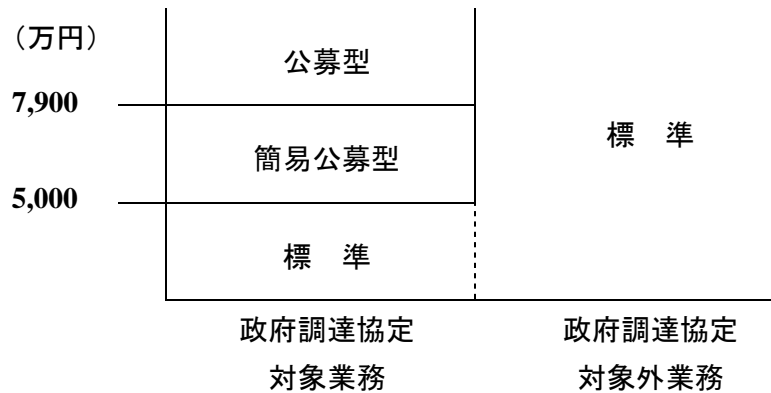 （万円）
公募型
7,900
標　準
簡易公募型
5,000
標　準
政府調達協定
対象業務
政府調達協定
対象外業務